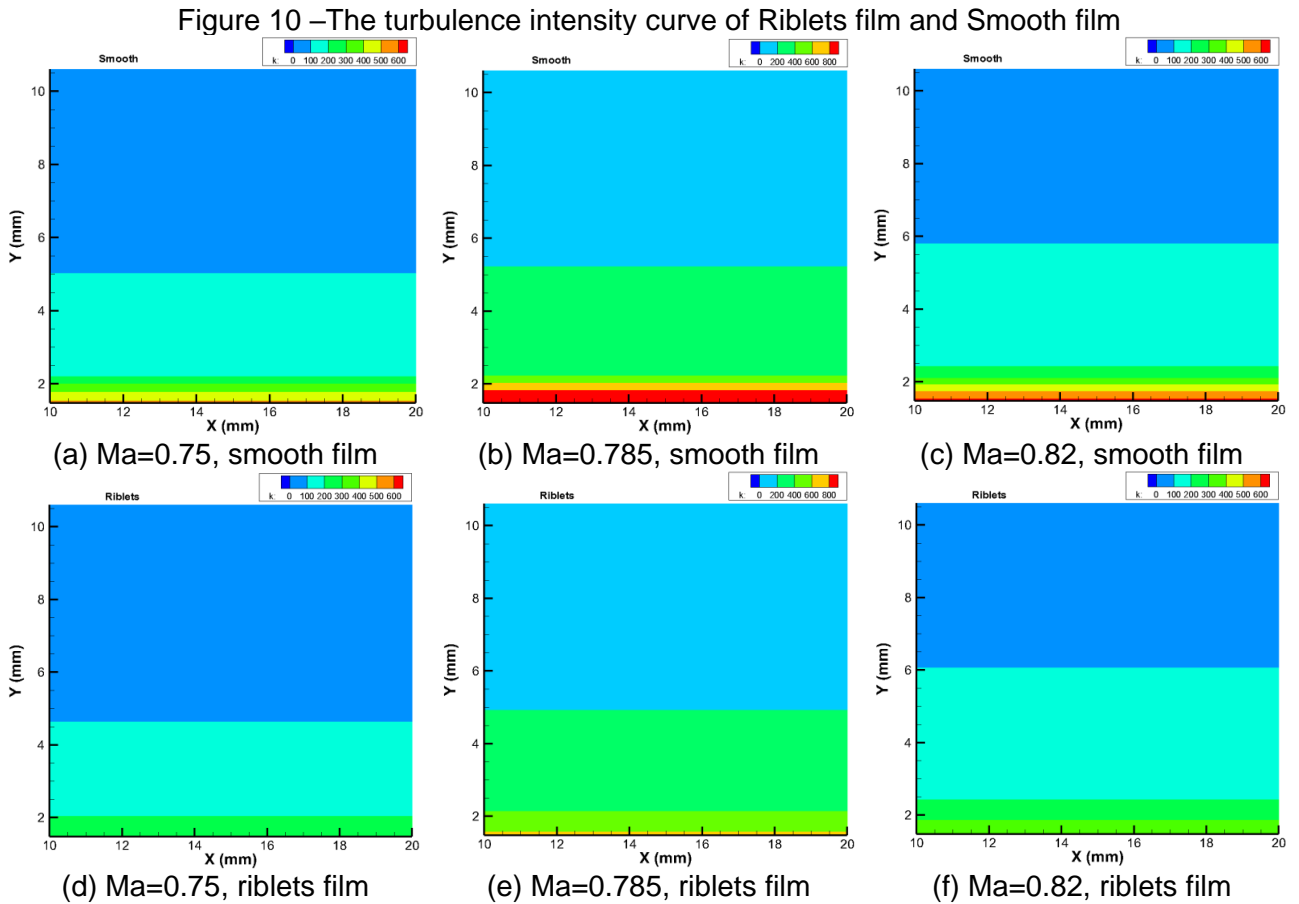 Figure 10 –The turbulence intensity curve of Riblets film and Smooth film
Smooth
k: 0 100 200 300 400 500 600
Y (mm)
10
8
6
4
2
10 12 14 16 18 20
X (mm)
(a) Ma=0.75, smooth film
Smooth
k: 0 200 400 600 800
Y (mm)
10
8
6
4
2
10 12 14 16 18 20
X (mm)
(b) Ma=0.785, smooth film
Smooth
k: 0 100 200 300 400 500 600
Y (mm)
10
8
6
4
2
10 12 14 16 18 20
X (mm)
(c) Ma=0.82, smooth film
Riblets
k: 0 100 200 300 400 500 600
Y (mm)
10
8
6
4
2
10 12 14 16 18 20
X (mm)
(d) Ma=0.75, riblets film
Riblets
k: 0 200 400 600 800
Y (mm)
10
8
6
4
2
10 12 14 16 18 20
X (mm)
(e) Ma=0.785, riblets film
Riblets
k: 0 100 200 300 400 500 600
Y (mm)
10
8
6
4
2
10 12 14 16 18 20
X (mm)
(f) Ma=0.82, riblets film